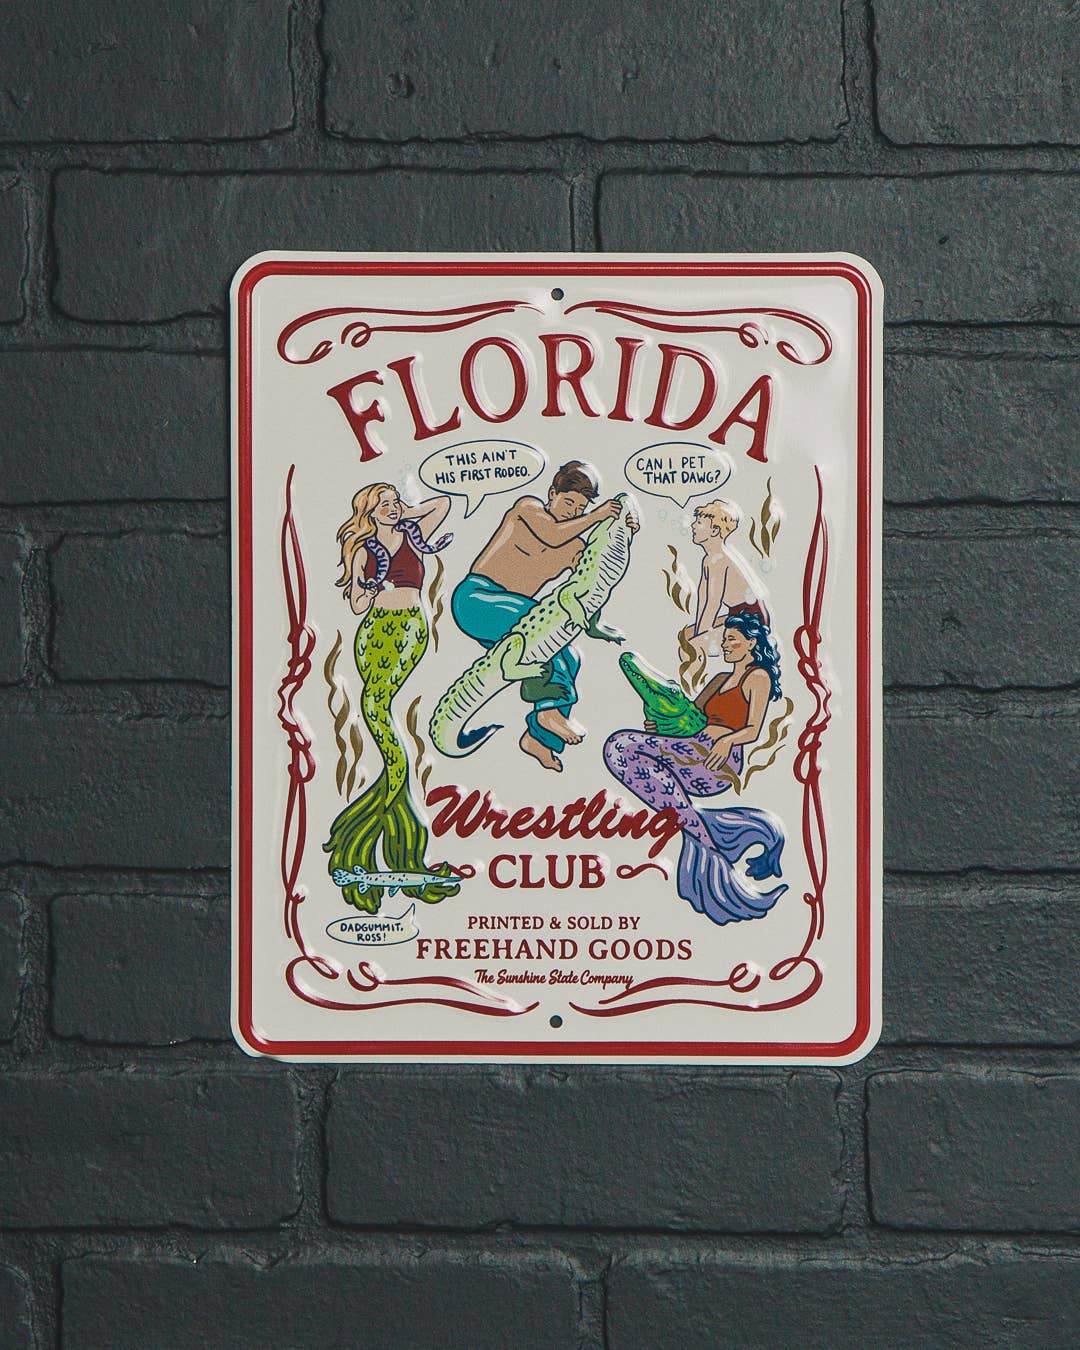 FLORIDA
THIS AIN'T
HIS FIRST RODEO.
CAN I PET
THAT DAWG?
Wrestling
CLUB
DADGUMMIT,
ROSS!
PRINTED & SOLD BY
FREEHAND GOODS
The Sunshine State Company